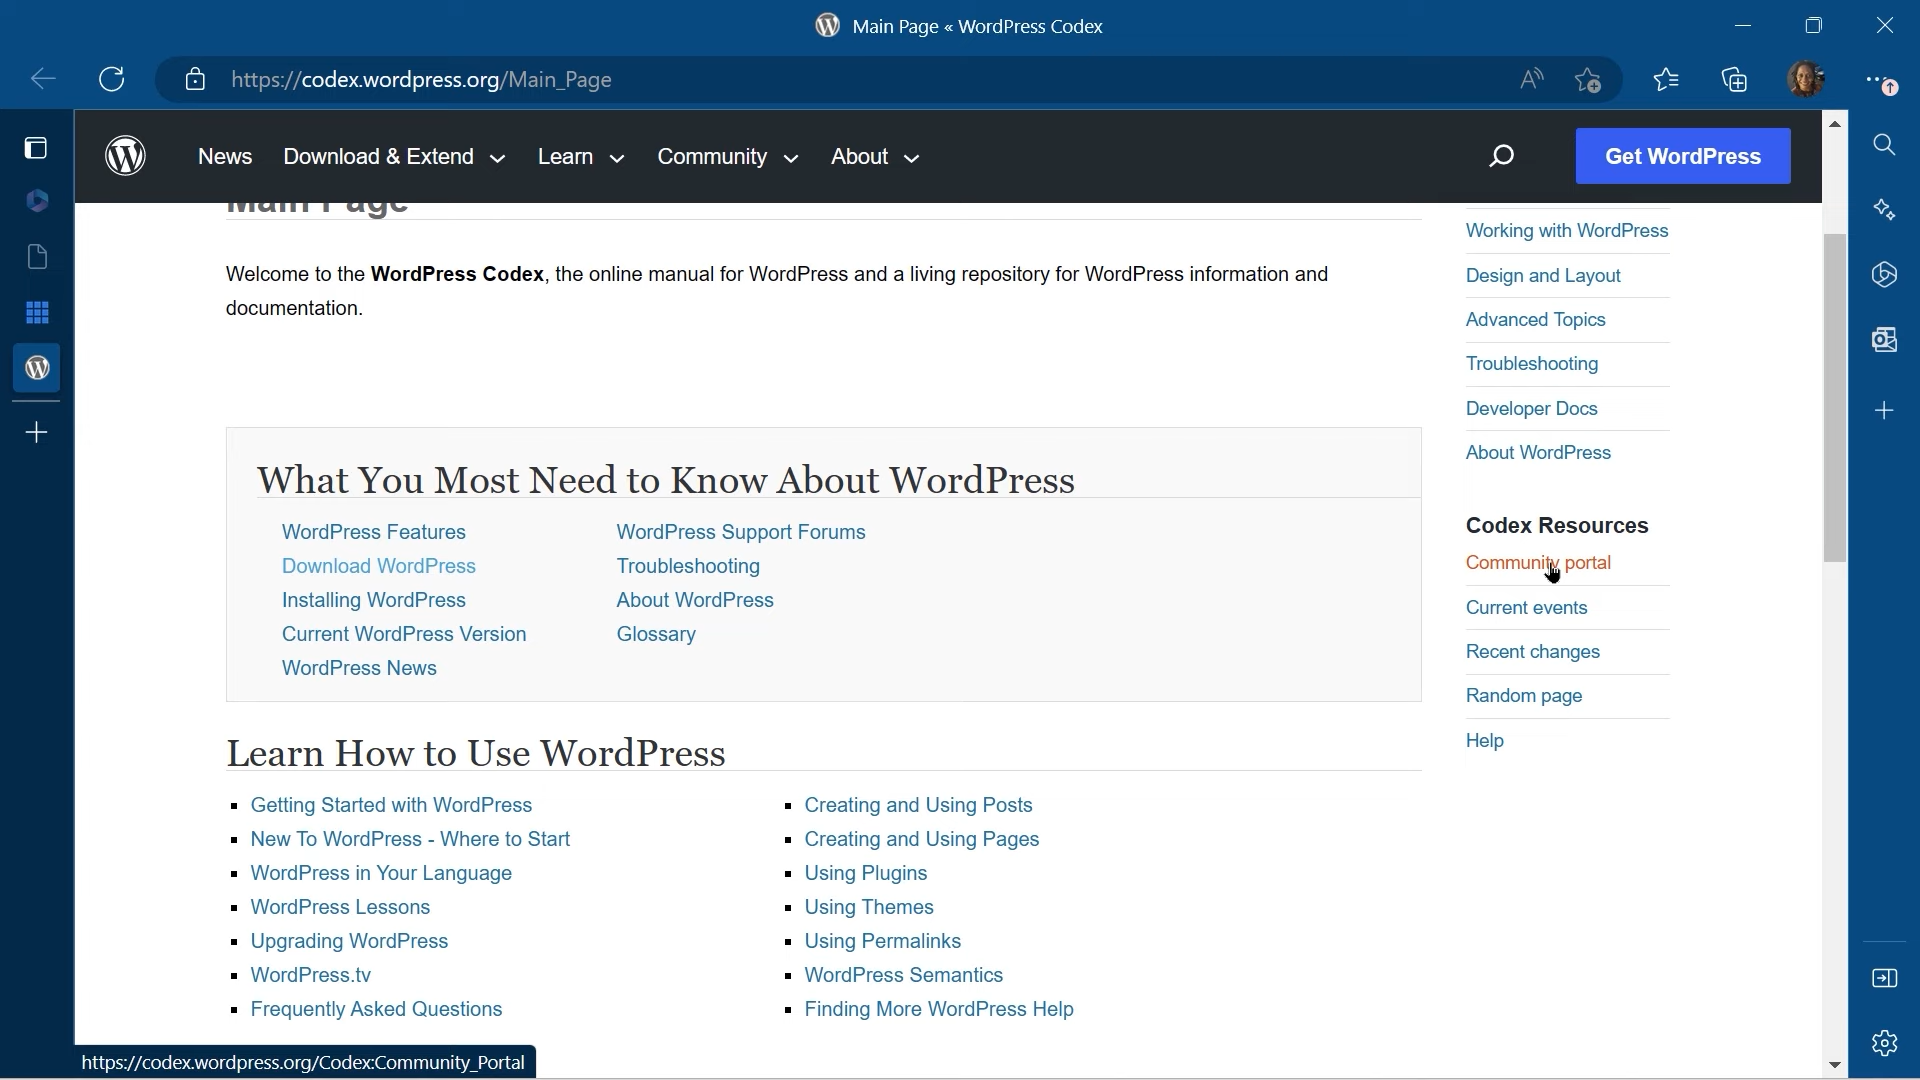 Main Page « WordPress Codex
https://codex.wordpress.org/Main_Page
News Download & Extend Learn Community About Get WordPress
Main Page
Welcome to the WordPress Codex, the online manual for WordPress and a living repository for WordPress information and
documentation.
What You Most Need to Know About WordPress
WordPress Features
Download WordPress
Installing WordPress
Current WordPress Version
WordPress News
WordPress Support Forums
Troubleshooting
About WordPress
Glossary
Learn How to Use WordPress
Getting Started with WordPress
New To WordPress - Where to Start
WordPress in Your Language
WordPress Lessons
Upgrading WordPress
WordPress.tv
Frequently Asked Questions
Creating and Using Posts
Creating and Using Pages
Using Plugins
Using Themes
Using Permalinks
WordPress Semantics
Finding More WordPress Help
Working with WordPress
Design and Layout
Advanced Topics
Troubleshooting
Developer Docs
About WordPress
Codex Resources
Community portal
Current events
Recent changes
Random page
Help
https://codex.wordpress.org/Codex:Community_Portal